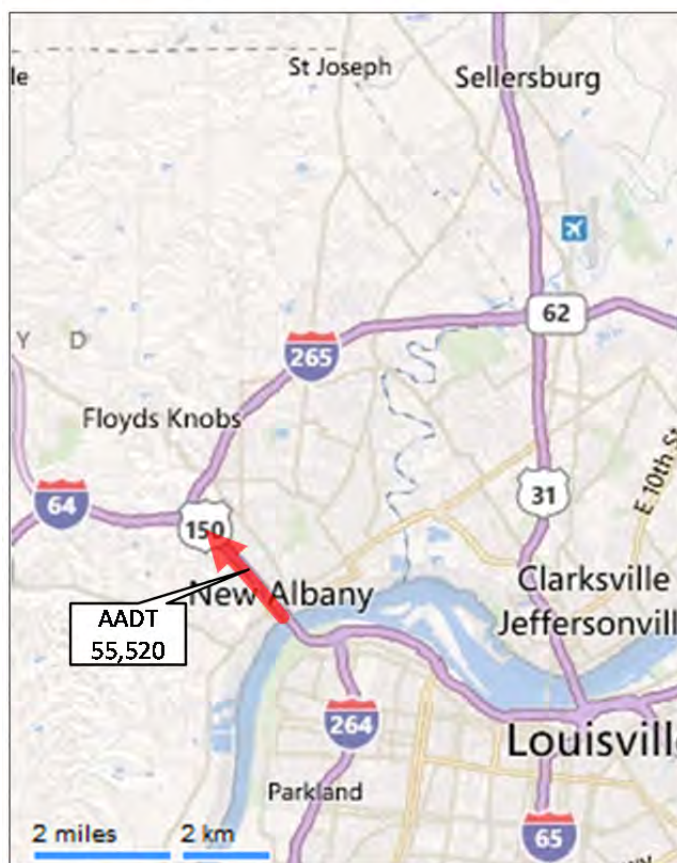 le
St Joseph
Sellersburg
62
Y D
265
Floyds Knobs
64
150
31
E 10th St
New Albany
Clarksville
Jeffersonvill
AADT
55,520
264
Louisvill
Parkland
2 miles 2 km
65